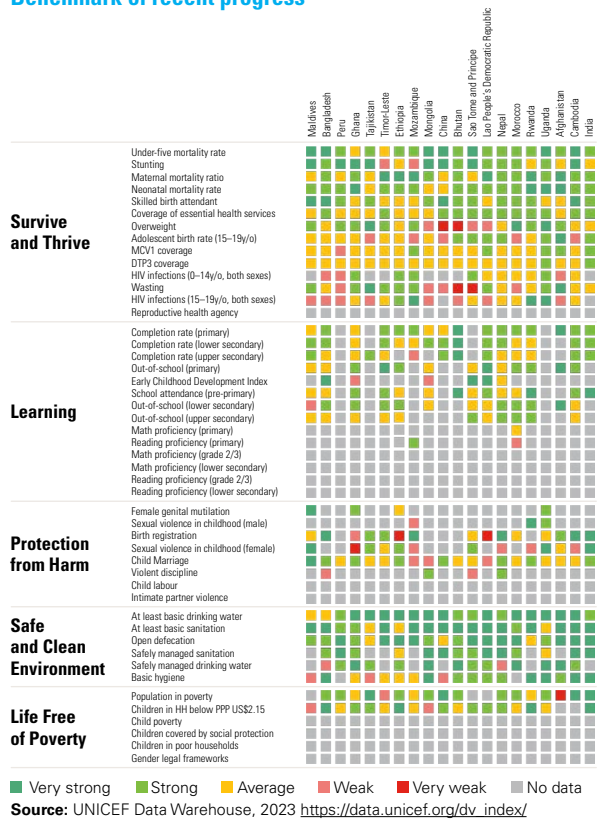 Benchmark of recent progress
Maldives
Bangladesh
Peru
Ghana
Tajikistan
Timor-Leste
Ethiopia
Mozambique
Mongolia
China
Bhutan
Sao Tome and Principe
Lao People's Democratic Republic
Nepal
Morocco
Rwanda
Uganda
Afghanistan
Cambodia
India
Survive
and Thrive
Under-five mortality rate
Stunting
Maternal mortality ratio
Neonatal mortality rate
Skilled birth attendant
Coverage of essential health services
Overweight
Adolescent birth rate (15–19y/o)
MCV1 coverage
DTP3 coverage
HIV infections (0–14y/o, both sexes)
Wasting
HIV infections (15–19y/o, both sexes)
Reproductive health agency
Learning
Completion rate (primary)
Completion rate (lower secondary)
Completion rate (upper secondary)
Out-of-school (primary)
Early Childhood Development Index
School attendance (pre-primary)
Out-of-school (lower secondary)
Out-of-school (upper secondary)
Math proficiency (primary)
Reading proficiency (primary)
Math proficiency (grade 2/3)
Math proficiency (lower secondary)
Reading proficiency (grade 2/3)
Reading proficiency (lower secondary)
Protection
from Harm
Female genital mutilation
Sexual violence in childhood (male)
Birth registration
Sexual violence in childhood (female)
Child Marriage
Violent discipline
Child labour
Intimate partner violence
Safe
and Clean
Environment
At least basic drinking water
At least basic sanitation
Open defecation
Safely managed sanitation
Safely managed drinking water
Basic hygiene
Life Free
of Poverty
Population in poverty
Children in HH below PPP US$2.15
Child poverty
Children covered by social protection
Children in poor households
Gender legal frameworks
Very strong Strong Average Weak Very weak No data
Source: UNICEF Data Warehouse, 2023 https://data.unicef.org/dv_index/